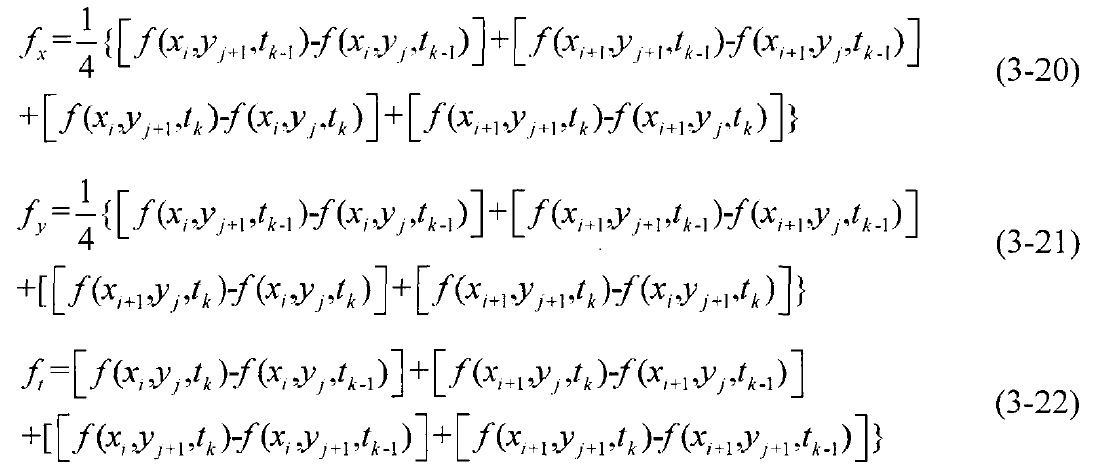 f_x=1/4{[f(x_i,y_{j+1},t_{k-1})-f(x_i,y_j,t_{k-1})]+[f(x_{i+1},y_{j+1},t_{k-1})-f(x_{i+1},y_j,t_{k-1})] (3-20)
+[f(x_i,y_{j+1},t_k)-f(x_i,y_j,t_k)]+[f(x_{i+1},y_{j+1},t_k)-f(x_{i+1},y_j,t_k)]}
f_y=1/4{[f(x_i,y_{j+1},t_{k-1})-f(x_i,y_j,t_{k-1})]+[f(x_{i+1},y_{j+1},t_{k-1})-f(x_{i+1},y_j,t_{k-1})] (3-21)
+[[f(x_{i+1},y_j,t_k)-f(x_i,y_j,t_k)]+[f(x_{i+1},y_{j+1},t_k)-f(x_i,y_{j+1},t_k)]}
f_t=[f(x_i,y_j,t_k)-f(x_i,y_j,t_{k-1})]+[f(x_{i+1},y_j,t_k)-f(x_{i+1},y_j,t_{k-1})] (3-22)
+[[f(x_i,y_{j+1},t_k)-f(x_i,y_{j+1},t_{k-1})]+[f(x_{i+1},y_{j+1},t_k)-f(x_{i+1},y_{j+1},t_{k-1})]}